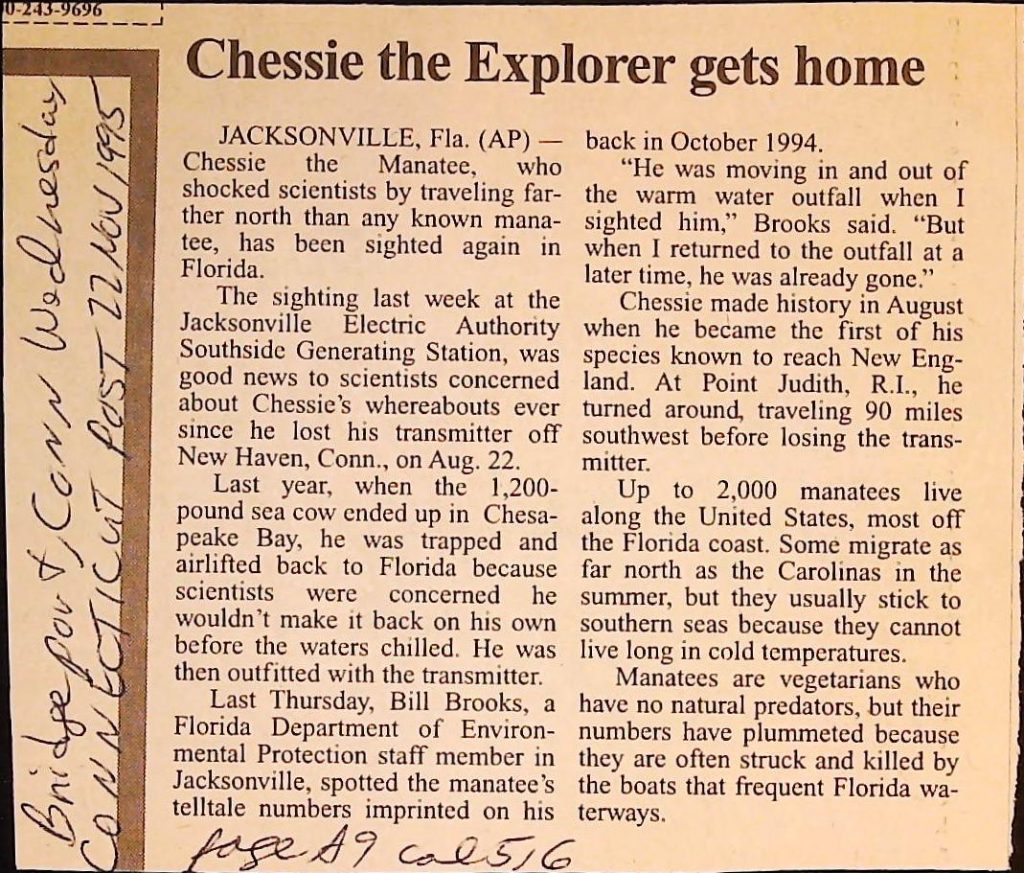 0-243-9696
Chessie the Explorer gets home
JACKSONVILLE, Fla. (AP) —
Chessie the Manatee, who
shocked scientists by traveling far-
ther north than any known mana-
tee, has been sighted again in
Florida.
The sighting last week at the
Jacksonville Electric Authority
Southside Generating Station, was
good news to scientists concerned
about Chessie's whereabouts ever
since he lost his transmitter off
New Haven, Conn., on Aug. 22.
Last year, when the 1,200-
pound sea cow ended up in Chesa-
peake Bay, he was trapped and
airlifted back to Florida because
scientists were concerned he
wouldn't make it back on his own
before the waters chilled. He was
then outfitted with the transmitter.
Last Thursday, Bill Brooks, a
Florida Department of Environ-
mental Protection staff member in
Jacksonville, spotted the manatee's
telltale numbers imprinted on his
back in October 1994.
“He was moving in and out of
the warm water outfall when I
sighted him,” Brooks said. “But
when I returned to the outfall at a
later time, he was already gone.”
Chessie made history in August
when he became the first of his
species known to reach New Eng-
land. At Point Judith, R.I., he
turned around, traveling 90 miles
southwest before losing the trans-
mitter.
Up to 2,000 manatees live
along the United States, most off
the Florida coast. Some migrate as
far north as the Carolinas in the
summer, but they usually stick to
southern seas because they cannot
live long in cold temperatures.
Manatees are vegetarians who
have no natural predators, but their
numbers have plummeted because
they are often struck and killed by
the boats that frequent Florida wa-
terways.
Bridgeport, Conn Wednesday
CONNECTICUT POST 22 NOV 1995
page A9 col 5,6